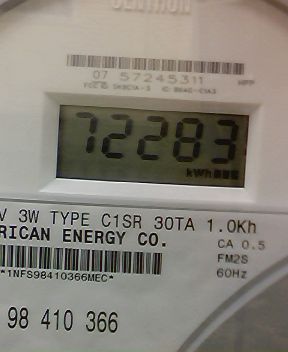 CENTRON
07 57245311
72283
kWh
V 3W TYPE C1SR 30TA 1.0Kh
RICAN ENERGY CO.
CA 0.5
FM2S
60Hz
*1NFS98410366MEC*
98 410 366